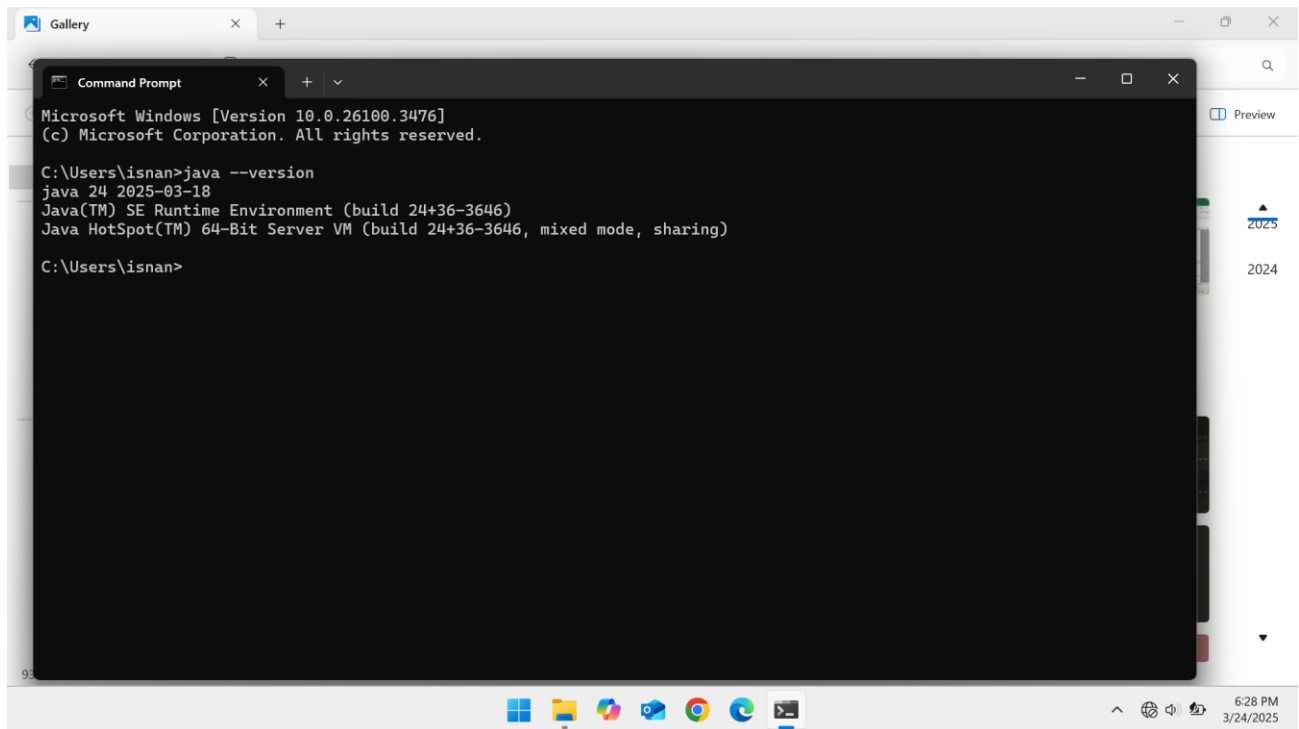 Gallery
Preview
Command Prompt
Microsoft Windows [Version 10.0.26100.3476]
(c) Microsoft Corporation. All rights reserved.
C:\Users\isnan>java --version
java 24 2025-03-18
Java(TM) SE Runtime Environment (build 24+36-3646)
Java HotSpot(TM) 64-Bit Server VM (build 24+36-3646, mixed mode, sharing)
C:\Users\isnan>
2025
2024
93
6:28 PM
3/24/2025